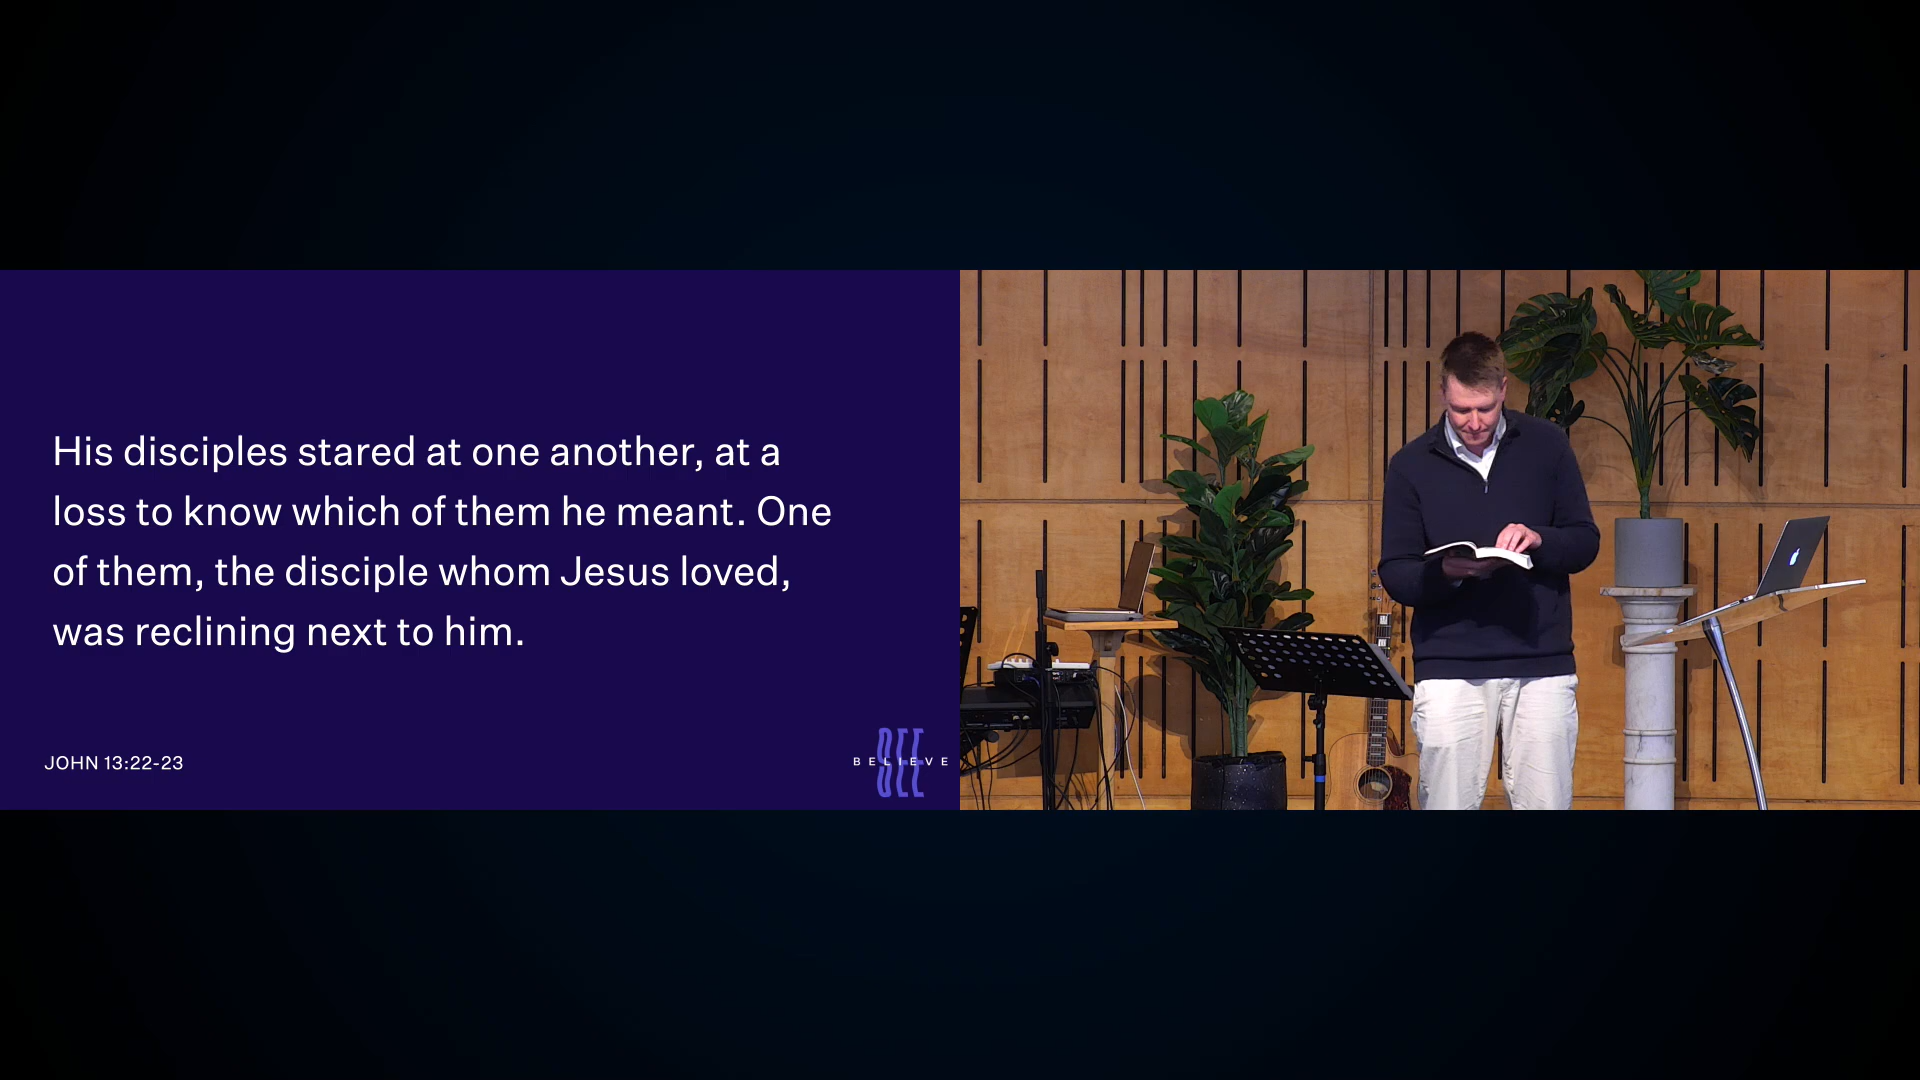 His disciples stared at one another, at a
loss to know which of them he meant. One
of them, the disciple whom Jesus loved,
was reclining next to him.
JOHN 13:22-23
SEE
BELIEVE